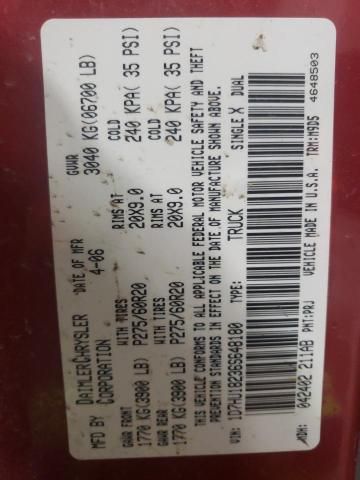 MFD BY DAIMLERCHRYSLER CORPORATION
DATE OF MFR 4-06
GVWR 3040 KG(06700 LB)
GAWR FRONT WITH TIRES RIMS AT COLD
1770 KG(3900 LB) P275/60R20 20X9.0 240 KPA( 35 PSI)
GAWR REAR WITH TIRES RIMS AT COLD
1770 KG(3900 LB) P275/60R20 20X9.0 240 KPA( 35 PSI)
THIS VEHICLE CONFORMS TO ALL APPLICABLE FEDERAL MOTOR VEHICLE SAFETY AND THEFT
PREVENTION STANDARDS IN EFFECT ON THE DATE OF MANUFACTURE SHOWN ABOVE.
1D7HU18236S648180 TYPE: TRUCK SINGLE X DUAL
MDH: 042402 211AB PNT:PRJ VEHICLE MADE IN U.S.A. TRM:M9D5 4648503